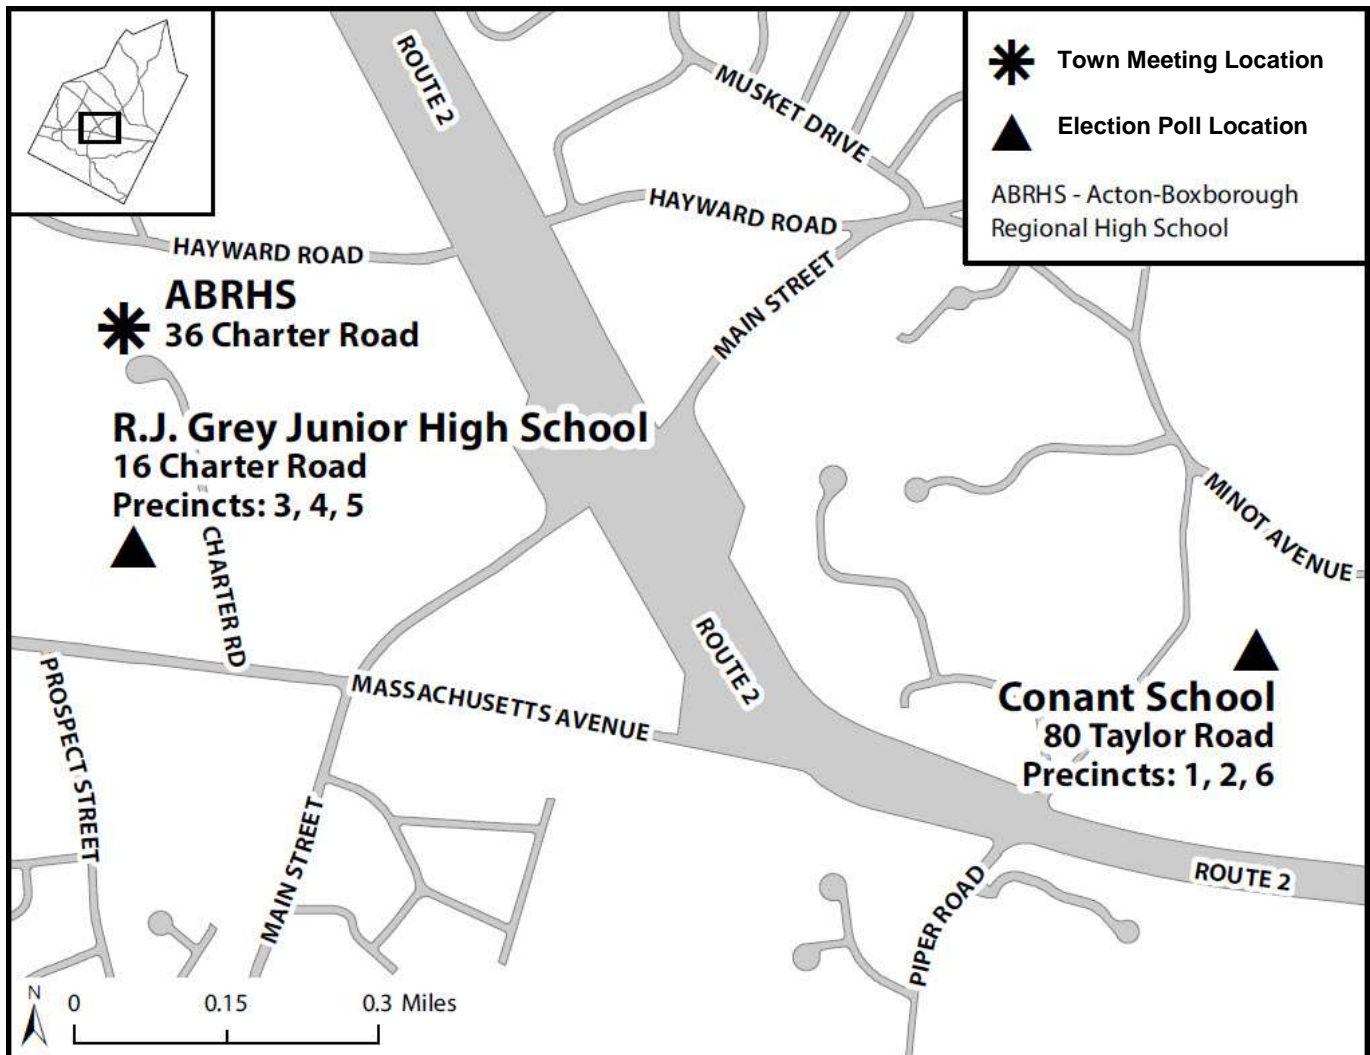 ROUTE 2
MUSKET DRIVE
Town Meeting Location
Election Poll Location
ABRHS - Acton-Boxborough
Regional High School
HAYWARD ROAD
HAYWARD ROAD
MAIN STREET
ABRHS
36 Charter Road
R.J. Grey Junior High School
16 Charter Road
Precincts: 3, 4, 5
CHARTER RD
MINOT AVENUE
ROUTE 2
PROSPECT STREET
MASSACHUSETTS AVENUE
Conant School
80 Taylor Road
Precincts: 1, 2, 6
MAIN STREET
PIPER ROAD
ROUTE 2
N
0 0.15 0.3 Miles